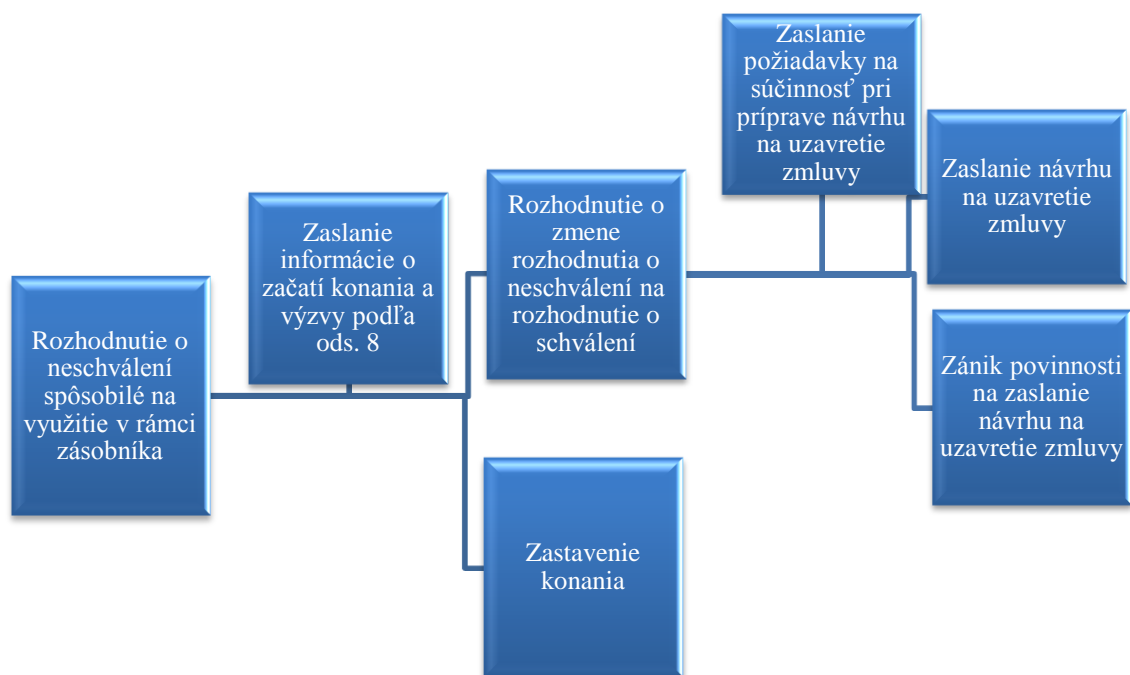 Rozhodnutie o
neschválení
spôsobilé na
využitie v rámci
zásobníka
Zaslanie
informácie o
začatí konania a
výzvy podľa
ods. 8
Rozhodnutie o
zmene
rozhodnutia o
neschválení na
rozhodnutie o
schválení
Zastavenie
konania
Zaslanie
požiadavky na
súčinnosť pri
príprave návrhu
na uzavretie
zmluvy
Zaslanie návrhu
na uzavretie
zmluvy
Zánik povinnosti
na zaslanie
návrhu na
uzavretie zmluvy